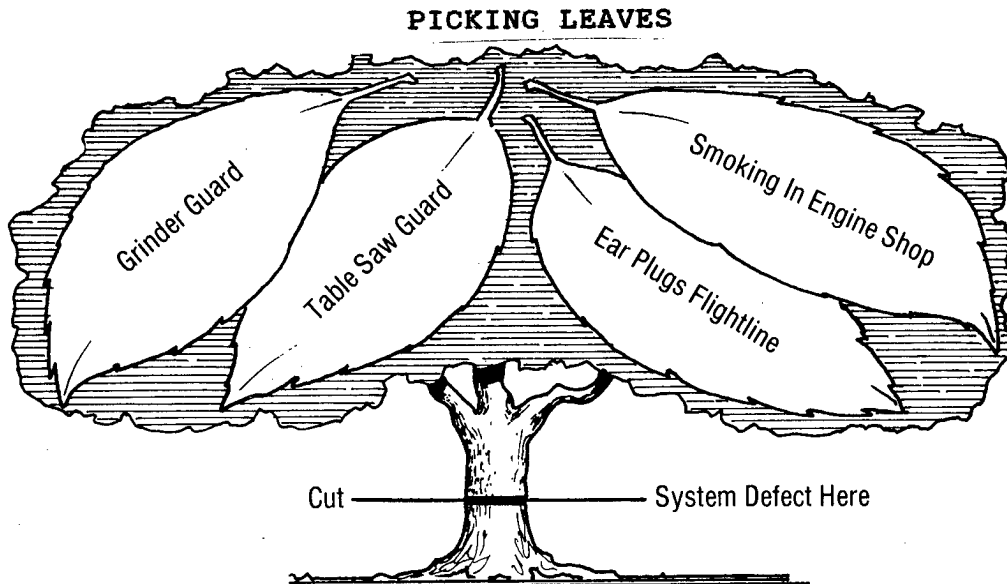 PICKING LEAVES
Grinder Guard
Table Saw Guard
Ear Plugs Flightline
Smoking In Engine Shop
Cut
System Defect Here